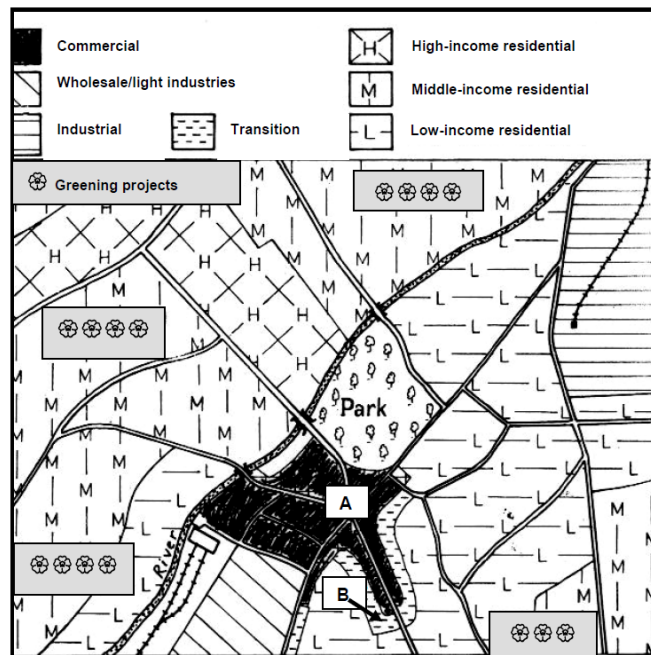 Commercial
H
High-income residential
Wholesale/light industries
M
Middle-income residential
Industrial
Transition
L
Low-income residential
Greening projects
M M M M M M
M M M M
H H H M M L
H H H M M L L
H H H M L L
M H H L L L
M M H L L
M M Park L L L
M M M M L L L L
M M M L L M
L L A L L L M
L L L L M
River L L L L M
L B L L M M
M M L L L M